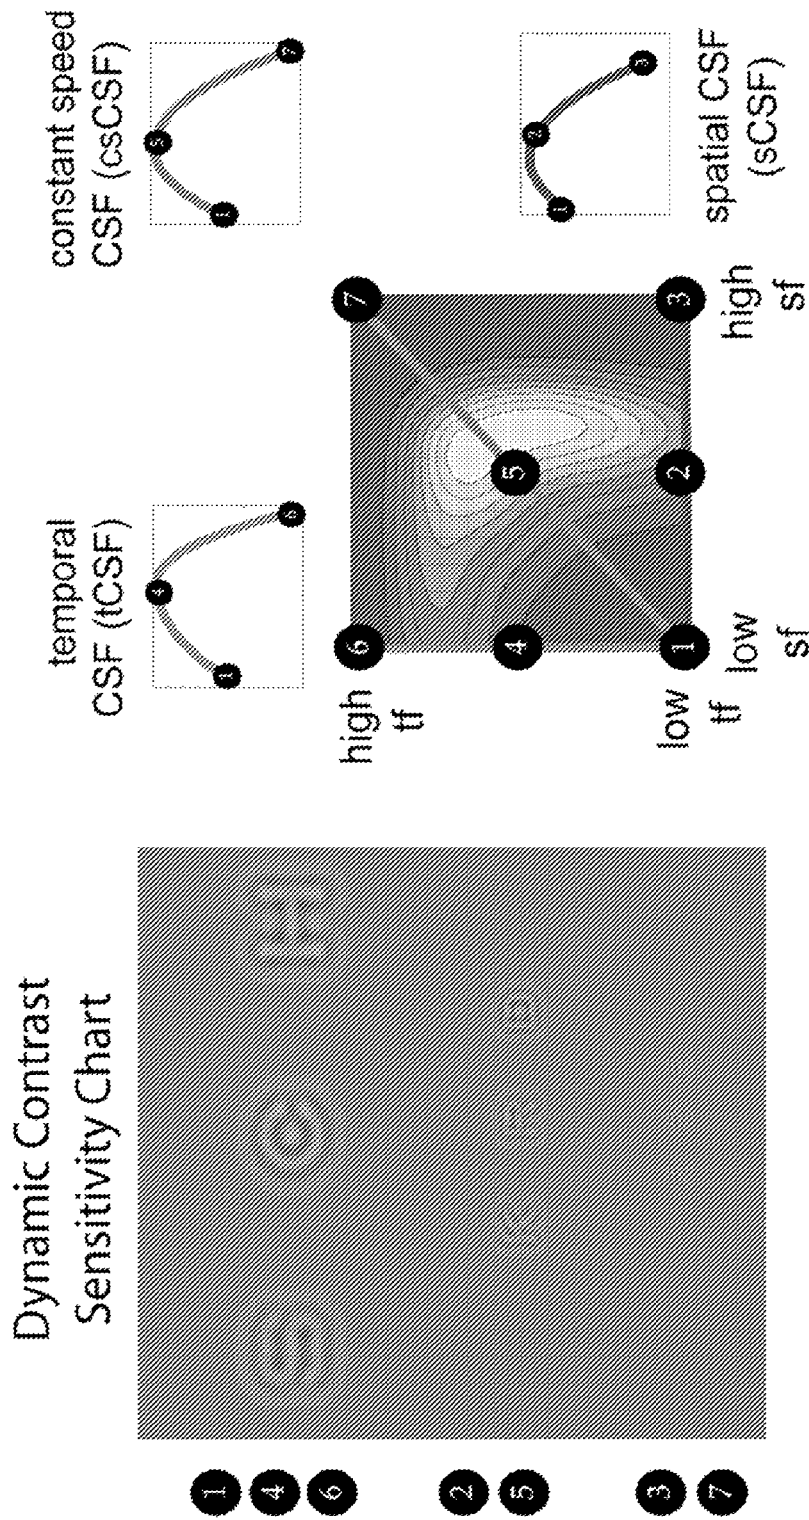 Dynamic Contrast
Sensitivity Chart
1
4
6
2
5
3
7
temporal
CSF (tCSF)
1
4
6
constant speed
CSF (csCSF)
1
5
7
high
tf
low
tf
6
7
4
5
1
2
3
low
sf
high
sf
1
2
3
spatial CSF
(sCSF)